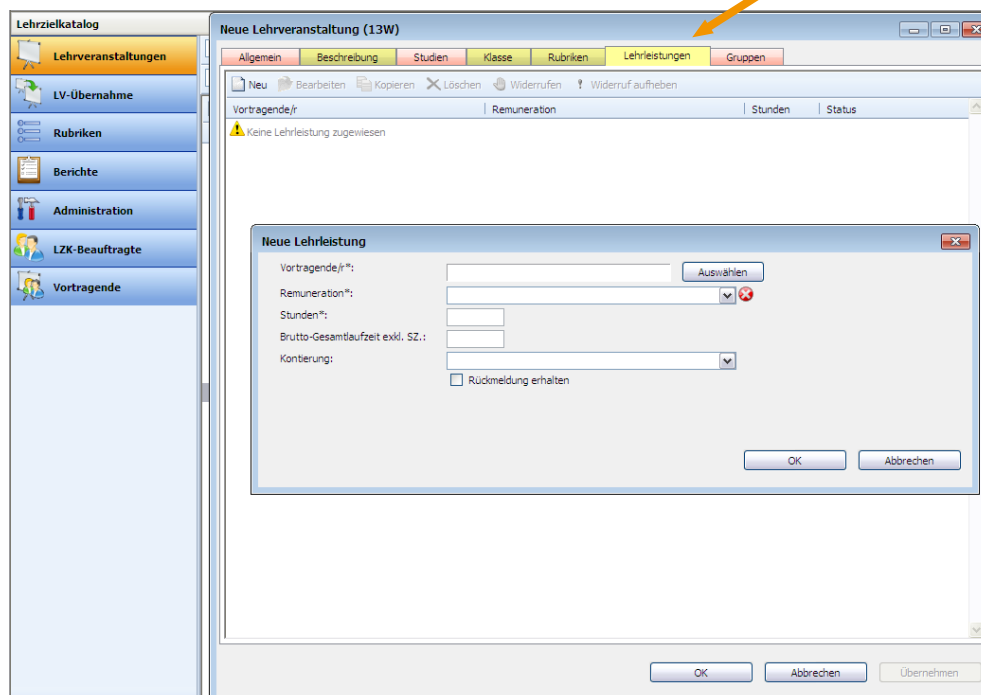 Lehrzielkatalog
Lehrveranstaltungen
LV-Übernahme
Rubriken
Berichte
Administration
LZK-Beauftragte
Vortragende
Neue Lehrveranstaltung (13W)
Allgemein Beschreibung Studien Klasse Rubriken Lehrleistungen Gruppen
Neu Bearbeiten Kopieren Löschen Widerrufen Widerruf aufheben
Vortragende/r Remuneration Stunden Status
Keine Lehrleistung zugewiesen
Neue Lehrleistung
Vortragende/r*: Auswählen
Remuneration*:
Stunden*:
Brutto-Gesamtlaufzeit exkl. SZ.:
Kontierung:
Rückmeldung erhalten
OK Abbrechen
OK Abbrechen Übernehmen